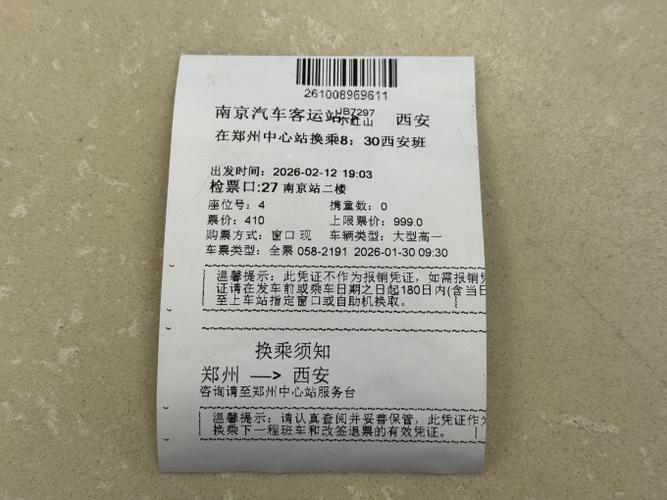 261008969611
南京汽车客运站 JB7297 小红山 西安
在郑州中心站换乘8：30西安班
出发时间：2026-02-12 19:03
检票口:27 南京站二楼
座位号：4 携童数：0
票价：410 上限票价：999.0
购票方式：窗口 现 车辆类型：大型高一
车票类型：全票 058-2191 2026-01-30 09:30
温馨提示：此凭证不作为报销凭证，如需报销凭
证请在发车前或乘车日期之日起180日内(含当日
至上车站指定窗口或自助机换取。
换乘须知
郑州 —> 西安
咨询请至郑州中心站服务台
温馨提示：请认真查阅并妥善保管，此凭证作为
换乘下一程班车和改签退票的有效凭证。